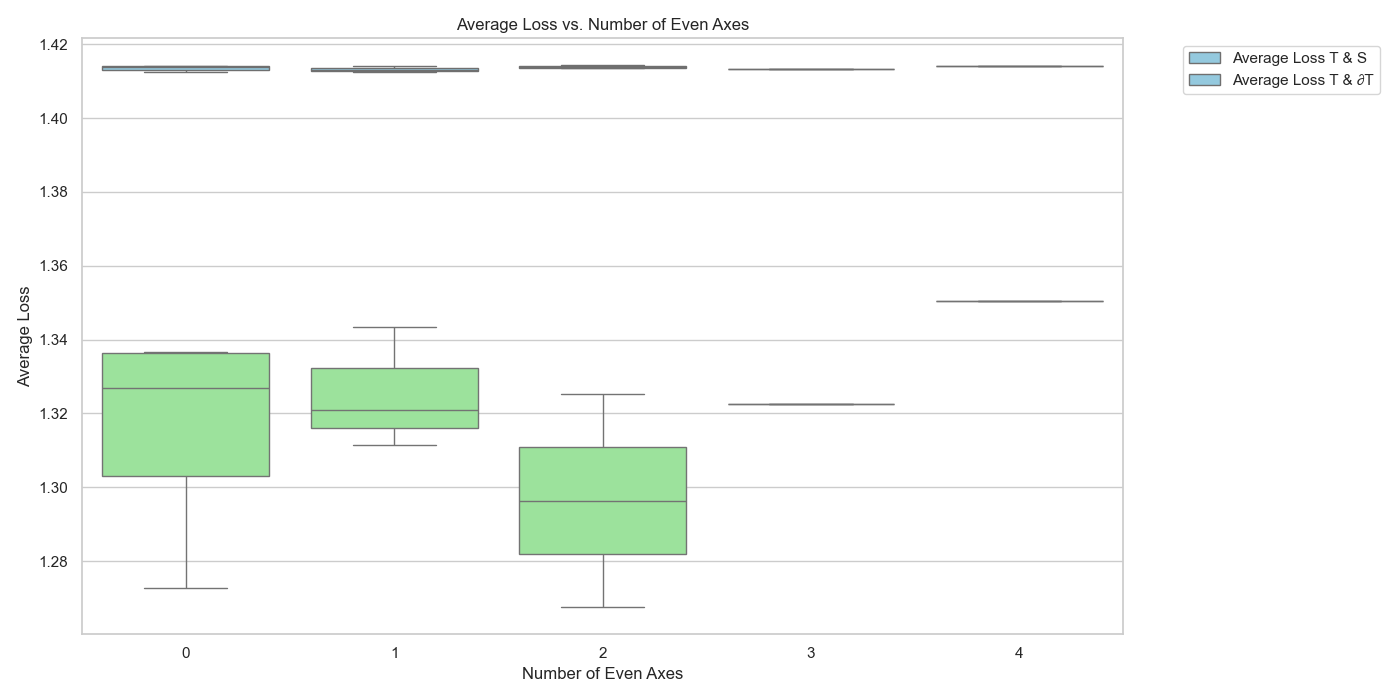 Average Loss vs. Number of Even Axes
Average Loss T & S
Average Loss T & ∂T
1.42
1.40
1.38
1.36
1.34
1.32
1.30
1.28
Average Loss
0 1 2 3 4
Number of Even Axes